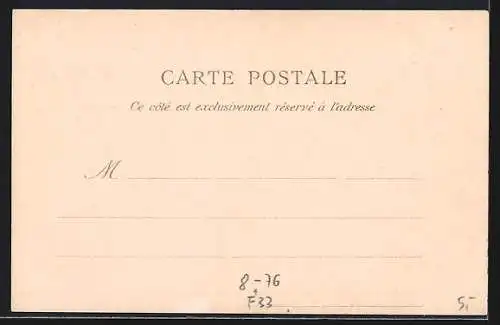 CARTE POSTALE
Ce côté est exclusivement réservé à l'adresse
M
8-76
F33
5,-